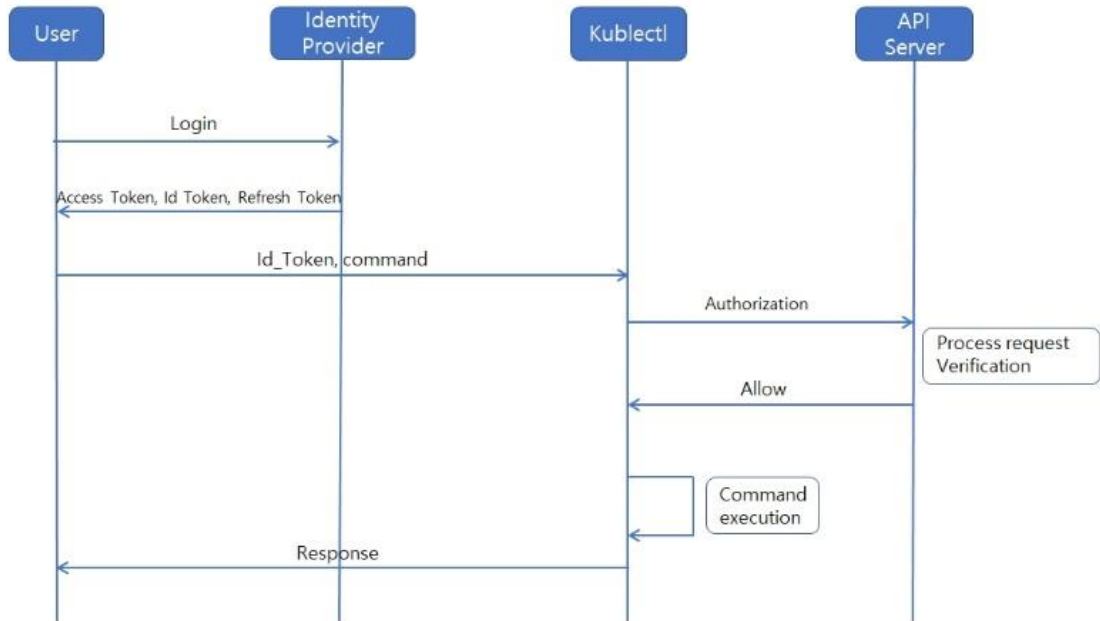 User
Identity
Provider
Kublectl
API
Server
Login
Access Token, Id Token, Refresh Token
Id_Token, command
Authorization
Process request
Verification
Allow
Command
execution
Response